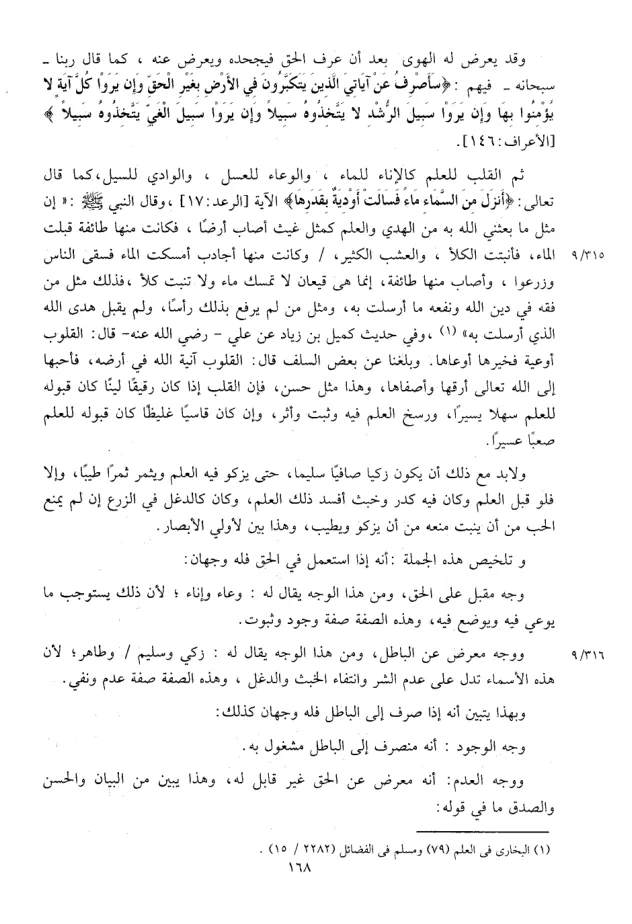 وقد يعرض له الهوى بعد أن عرف الحق فيجحده ويعرض عنه ، كما قال ربنا ـ
سبحانه ـ فيهم : ﴿سَأَصْرِفُ عَنْ آيَاتِيَ الَّذِينَ يَتَكَبَّرُونَ فِي الأَرْضِ بِغَيْرِ الْحَقِّ وَإِن يَرَوْا كُلَّ آيَةٍ لا
يُؤْمِنُوا بِهَا وَإِن يَرَوْا سَبِيلَ الرُّشْدِ لا يَتَّخِذُوهُ سَبِيلاً وَإِن يَرَوْا سَبِيلَ الْغَيِّ يَتَّخِذُوهُ سَبِيلاً ﴾
[الأعراف:١٤٦].
ثم القلب للعلم كالإناء للماء ، والوعاء للعسل ، والوادي للسيل،كما قال
تعالى: ﴿أَنزَلَ مِنَ السَّمَاءِ مَاءً فَسَالَتْ أَوْدِيَةٌ بِقَدَرِهَا﴾ الآية [الرعد:١٧] ،وقال النبي ﷺ : « إن
مثل ما بعثني الله به من الهدي والعلم كمثل غيث أصاب أرضًا ، فكانت منها طائفة قبلت
الماء، فأنبتت الكلأ ، والعشب الكثير، / وكانت منها أجادب أمسكت الماء فسقى الناس
٩/٣١٥
وزرعوا ، وأصاب منها طائفة، إنما هى قيعان لا تمسك ماء ولا تنبت كلأ ،فذلك مثل من
فقه في دين الله ونفعه ما أرسلت به، ومثل من لم يرفع بذلك رأسًا، ولم يقبل هدى الله
الذي أرسلت به» (١) ،وفي حديث كميل بن زياد عن علي - رضي الله عنه- قال: القلوب
أوعية فخيرها أوعاها. وبلغنا عن بعض السلف قال: القلوب آنية الله في أرضه، فأحبها
إلى الله تعالى أرقها وأصفاها، وهذا مثل حسن، فإن القلب إذا كان رقيقًا لينًا كان قبوله
للعلم سهلا يسيرًا، ورسخ العلم فيه وثبت وأثر، وإن كان قاسيًا غليظًا كان قبوله للعلم
صعبًا عسيرًا.
ولابد مع ذلك أن يكون زكيا صافيًا سليما، حتى يزكو فيه العلم ويثمر ثمرًا طيبًا، وإلا
فلو قبل العلم وكان فيه كدر وخبث أفسد ذلك العلم، وكان كالدغل في الزرع إن لم يمنع
الحب من أن ينبت منعه من أن يزكو ويطيب، وهذا بين لأولي الأبصار.
و تلخيص هذه الجملة :أنه إذا استعمل في الحق فله وجهان:
وجه مقبل على الحق، ومن هذا الوجه يقال له : وعاء وإناء ؛ لأن ذلك يستوجب ما
يوعي فيه ويوضع فيه، وهذه الصفة صفة وجود وثبوت.
ووجه معرض عن الباطل، ومن هذا الوجه يقال له : زكي وسليم / وطاهر؛ لأن
٩/٣١٦
هذه الأسماء تدل على عدم الشر وانتفاء الخبث والدغل ، وهذه الصفة صفة عدم ونفي.
وبهذا يتبين أنه إذا صرف إلى الباطل فله وجهان كذلك:
وجه الوجود : أنه منصرف إلى الباطل مشغول به.
ووجه العدم: أنه معرض عن الحق غير قابل له، وهذا يبين من البيان والحسن
والصدق ما في قوله:
(١) البخارى فى العلم (٧٩) ومسلم فى الفضائل (٢٢٨٢ / ١٥) .
١٦٨